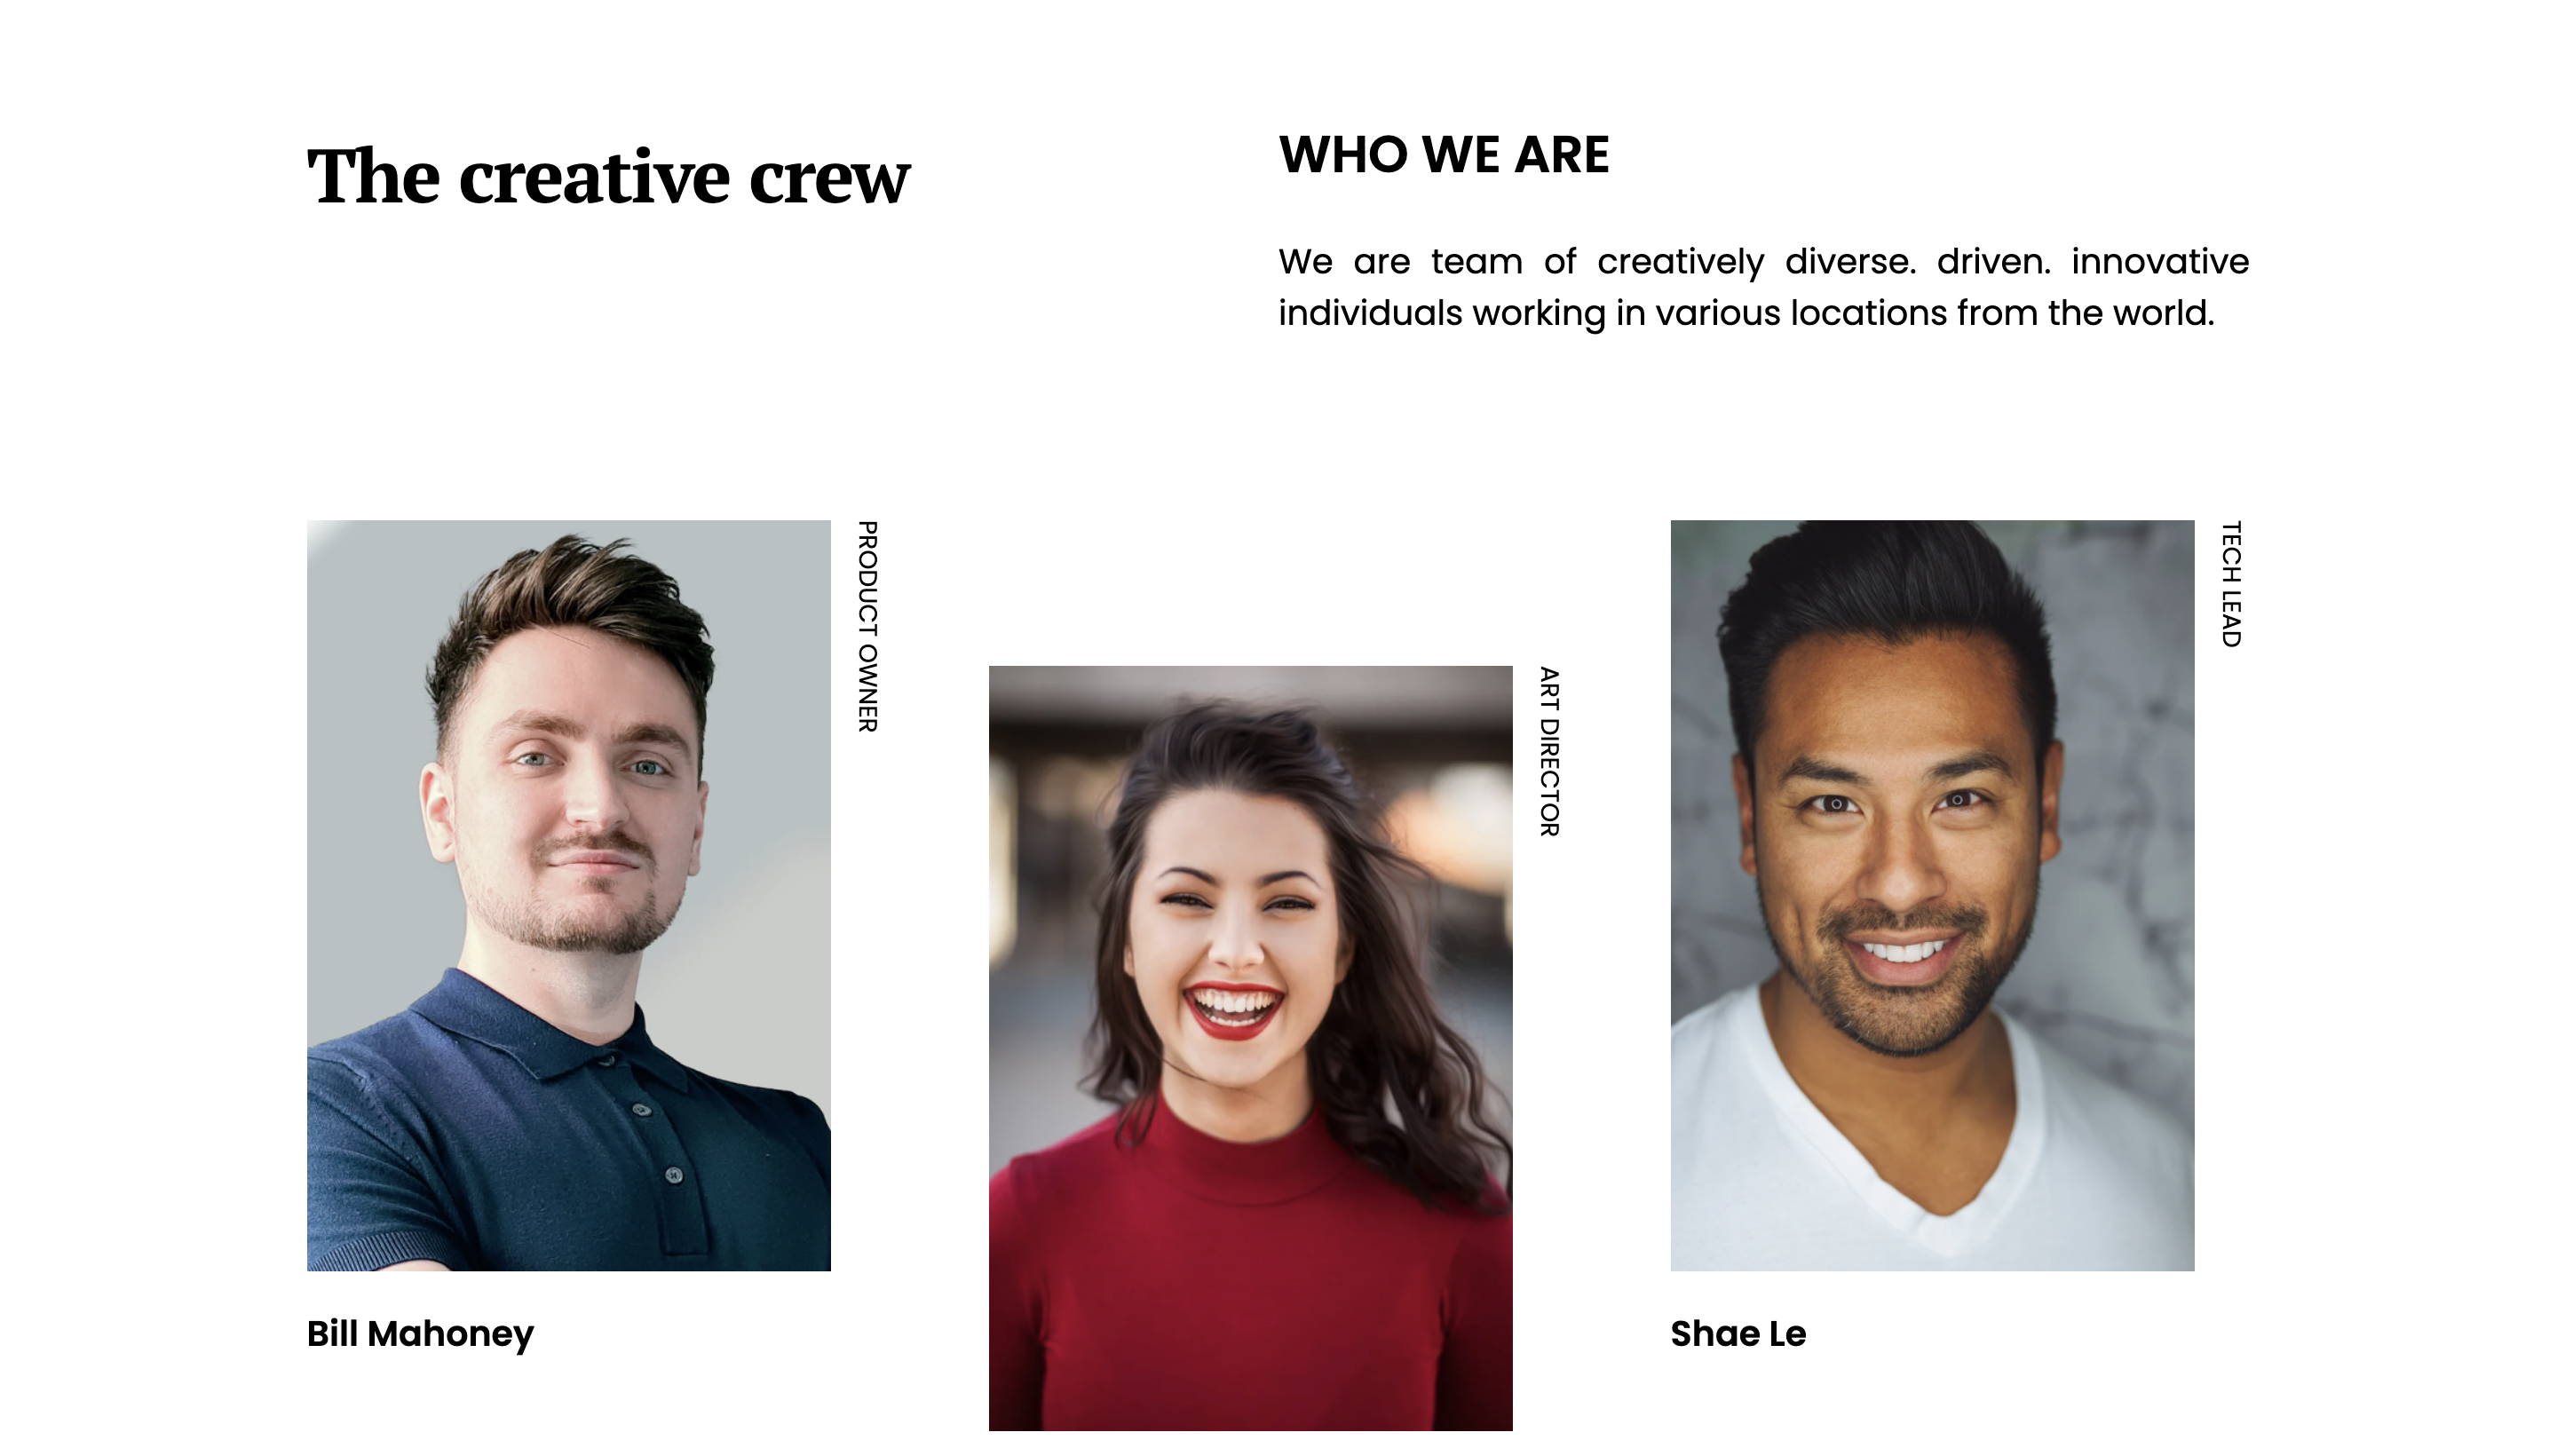 The creative crew
WHO WE ARE
We are team of creatively diverse. driven. innovative
individuals working in various locations from the world.
PRODUCT OWNER
Bill Mahoney
ART DIRECTOR
TECH LEAD
Shae Le